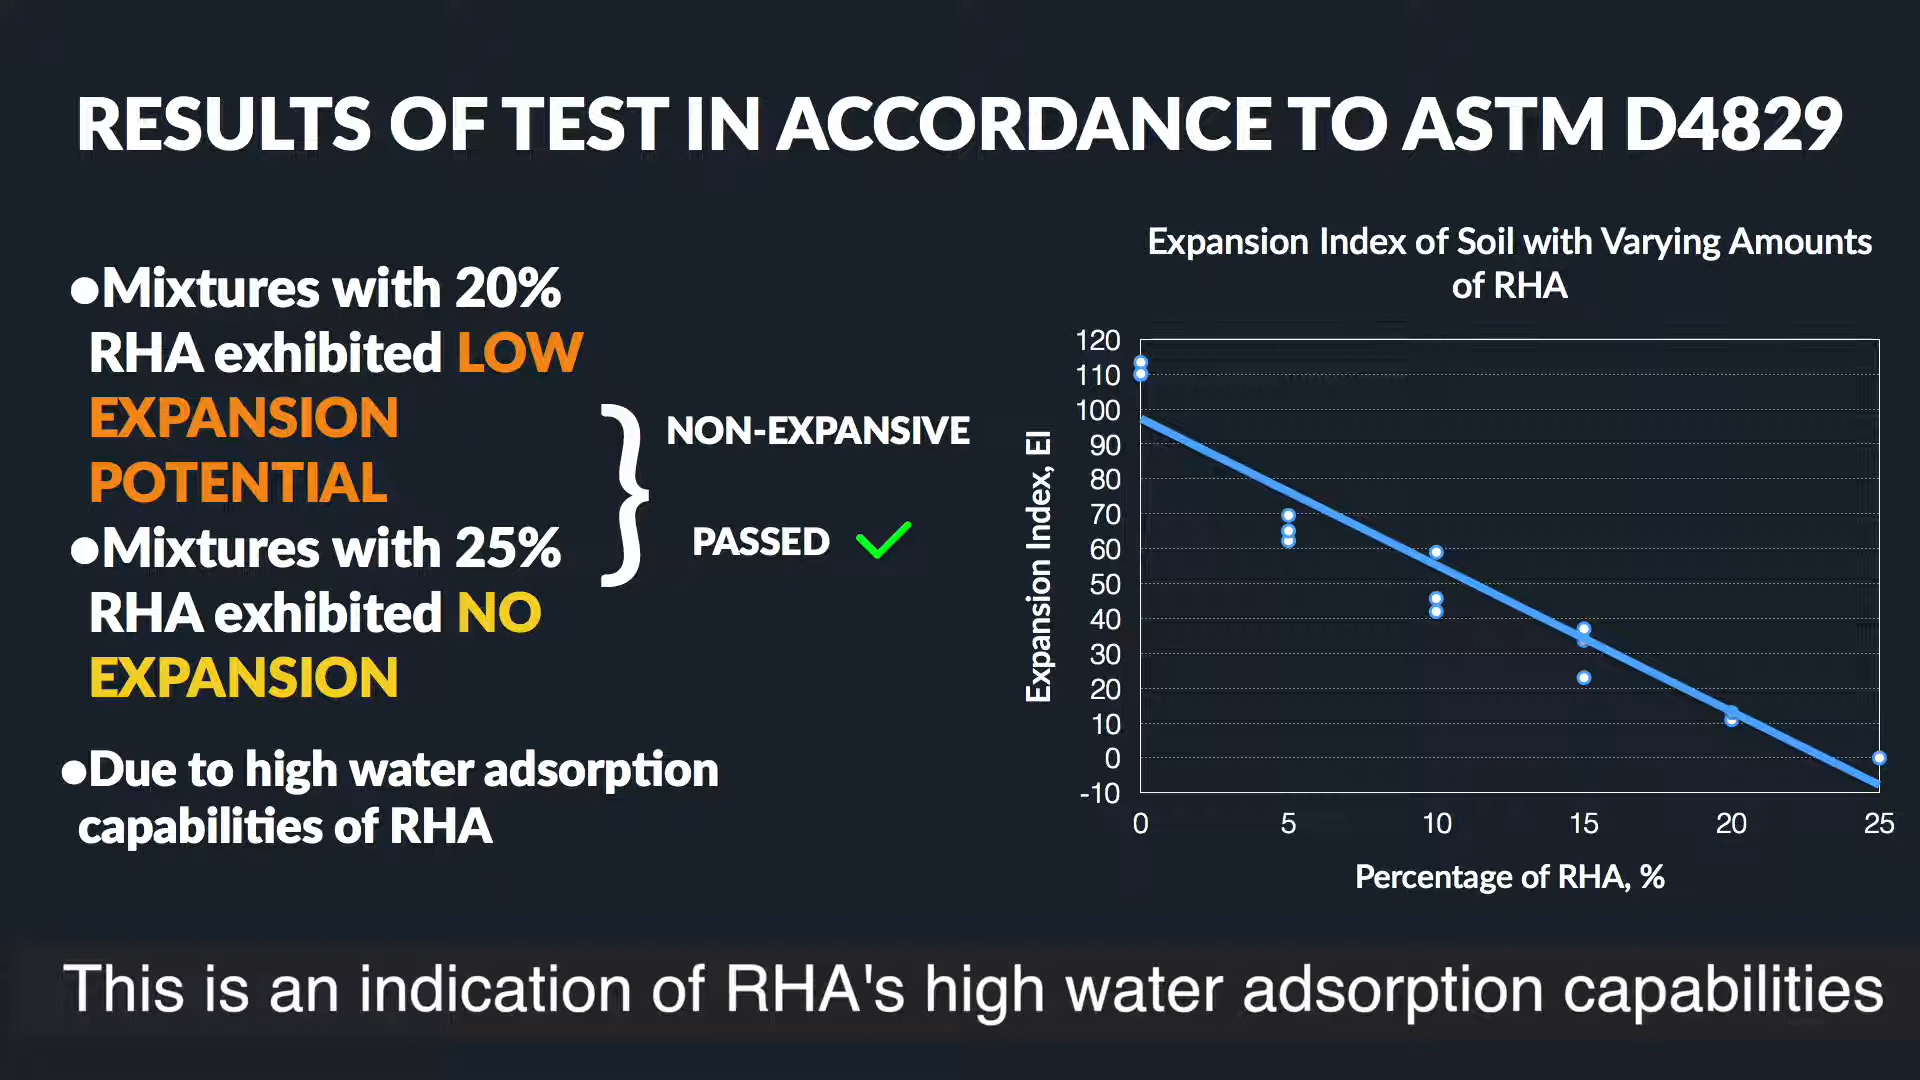 RESULTS OF TEST IN ACCORDANCE TO ASTM D4829
●Mixtures with 20%
RHA exhibited LOW
EXPANSION
POTENTIAL
●Mixtures with 25%
RHA exhibited NO
EXPANSION
}
NON-EXPANSIVE
PASSED ✓
●Due to high water adsorption
capabilities of RHA
Expansion Index of Soil with Varying Amounts
of RHA
Expansion Index, EI
120
110
100
90
80
70
60
50
40
30
20
10
0
-10
0 5 10 15 20 25
Percentage of RHA, %
This is an indication of RHA's high water adsorption capabilities